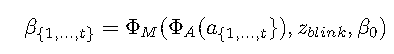 β_{\{1,...,t\}} = Φ_M(Φ_A(a_{\{1,...,t\}}), z_{blink}, β_0)